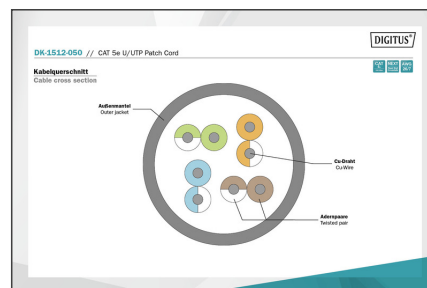 DIGITUS®
DK-1512-050 // CAT 5e U/UTP Patch Cord
Kabelquerschnitt
Cable cross section
Außenmantel
Outer jacket
Cu-Draht
Cu-Wire
Aderpaare
Twisted pair